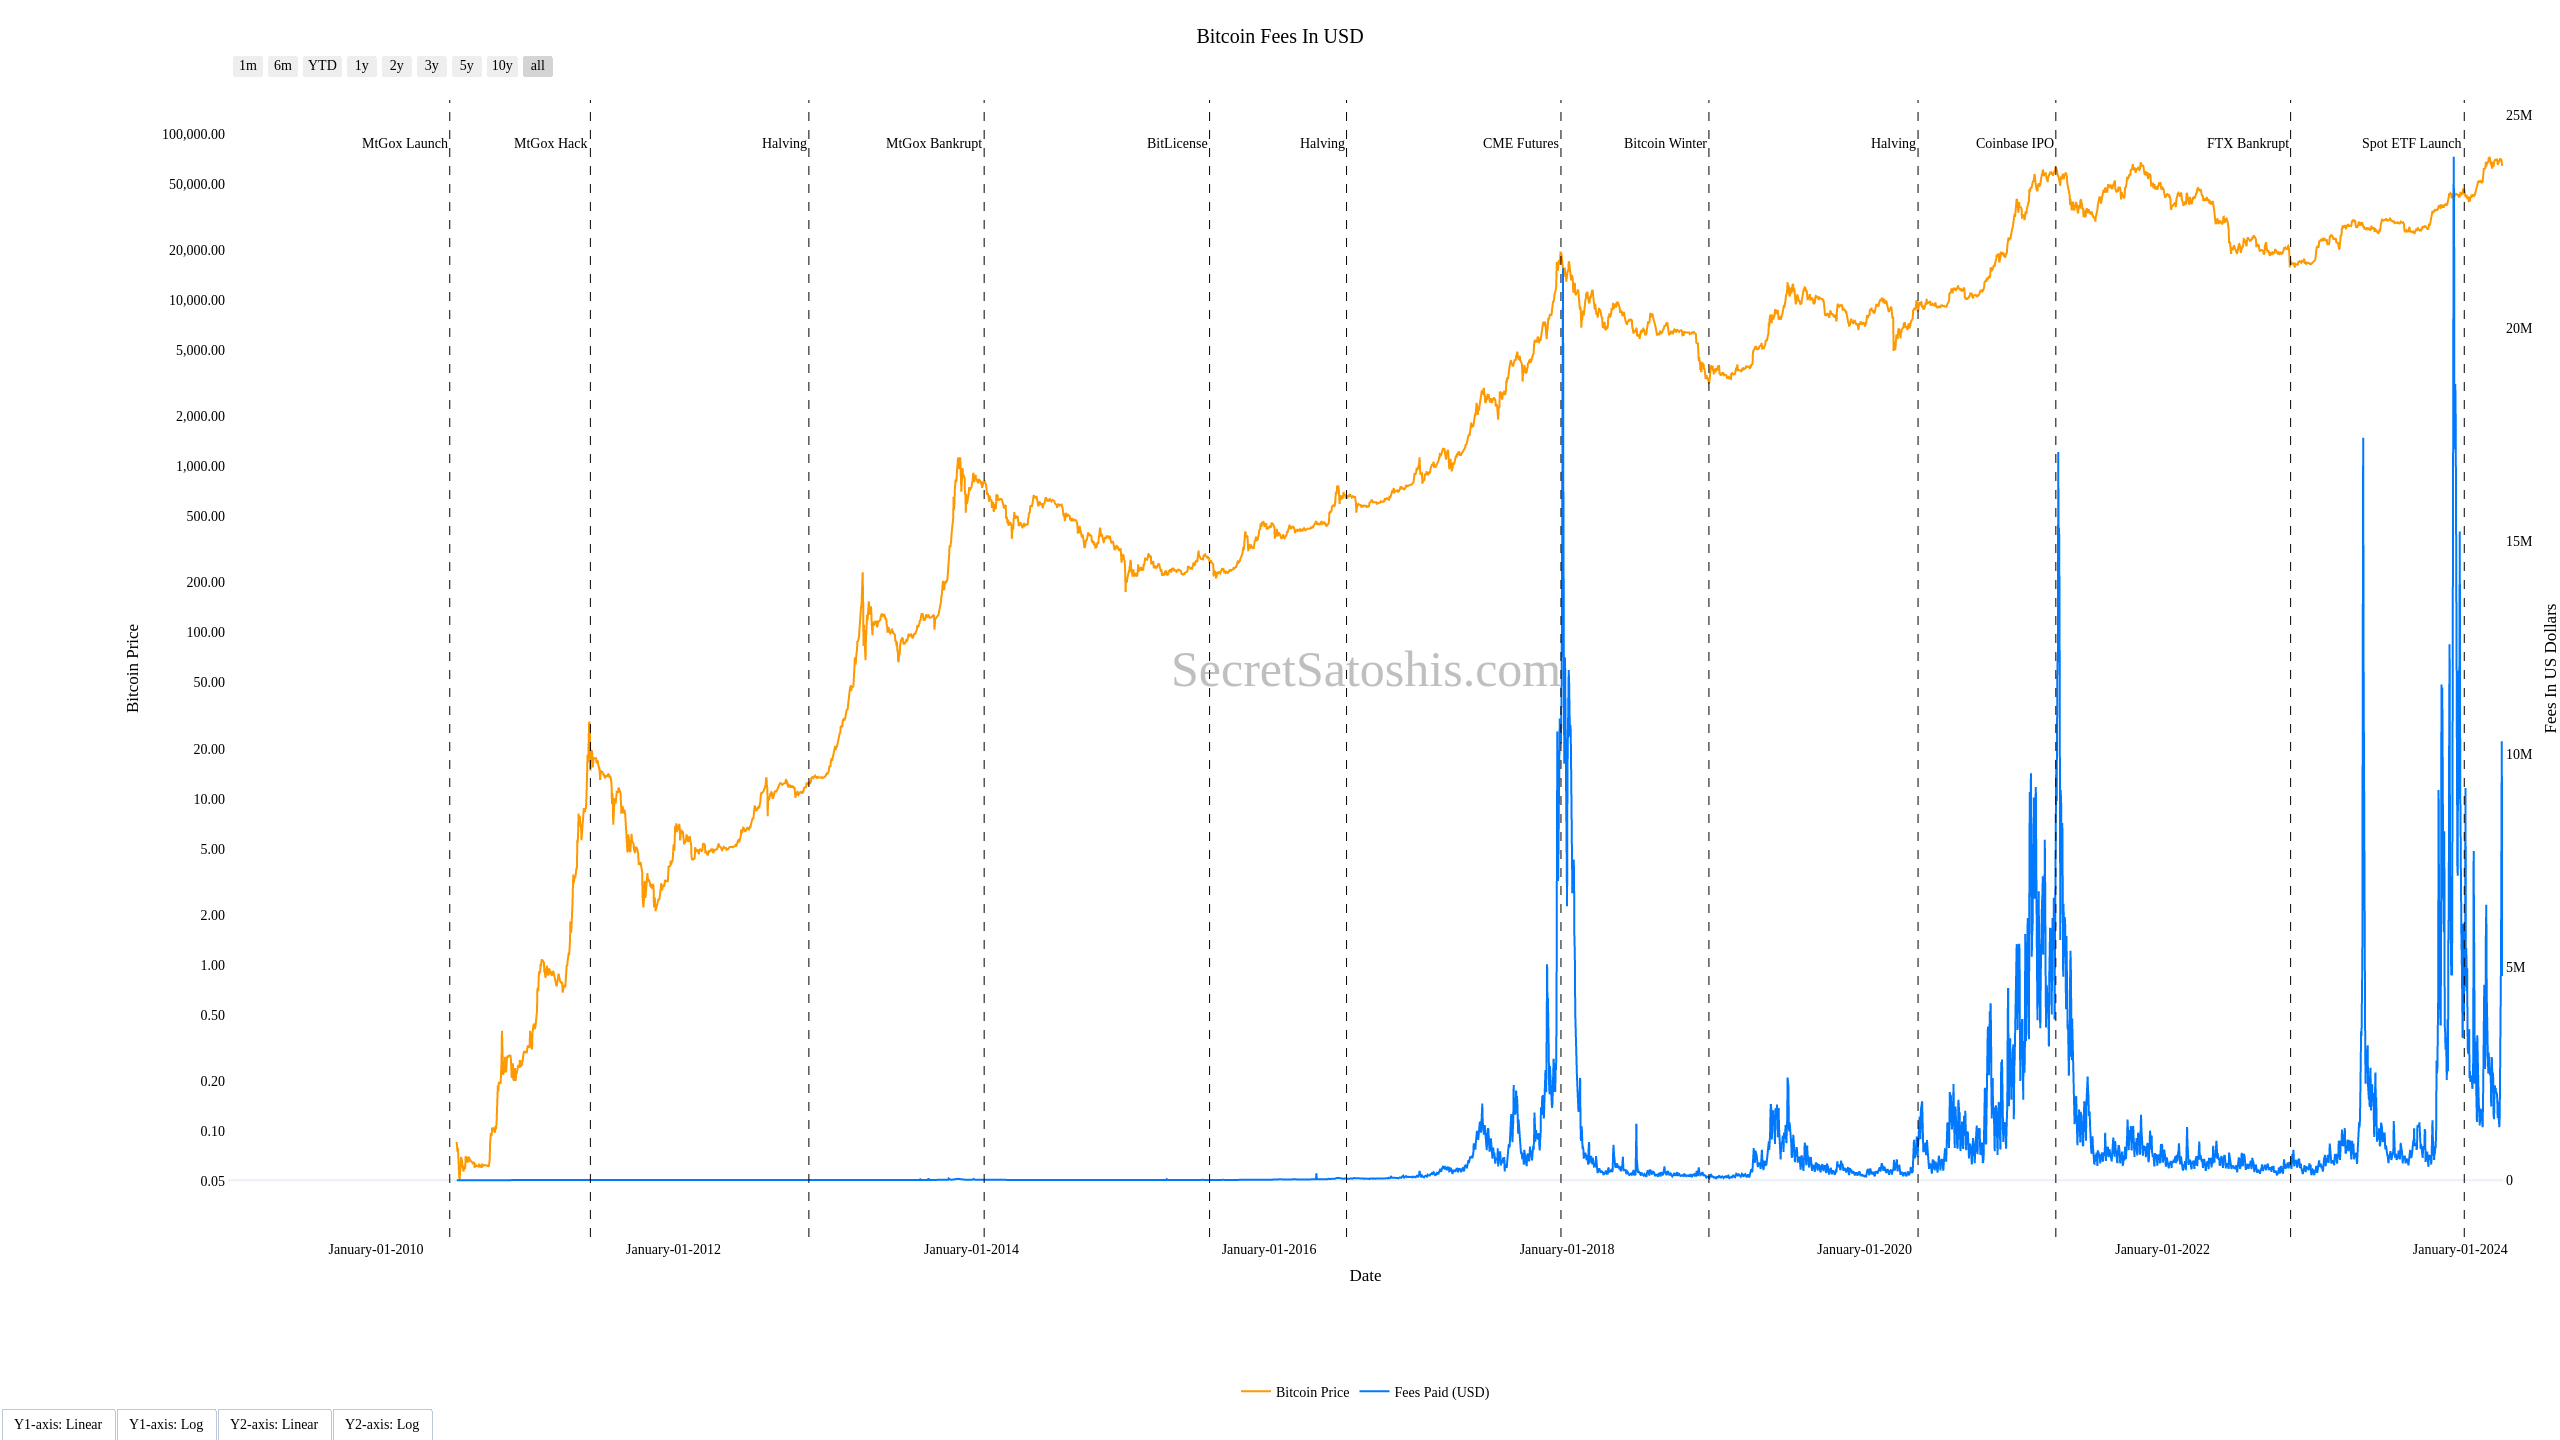 Bitcoin Fees In USD
1m 6m YTD 1y 2y 3y 5y 10y all
MtGox Launch MtGox Hack Halving MtGox Bankrupt BitLicense Halving CME Futures Bitcoin Winter Halving Coinbase IPO FTX Bankrupt Spot ETF Launch
100,000.00
50,000.00
20,000.00
10,000.00
5,000.00
2,000.00
1,000.00
500.00
200.00
100.00
50.00
20.00
10.00
5.00
2.00
1.00
0.50
0.20
0.10
0.05
Bitcoin Price
SecretSatoshis.com
25M
20M
15M
10M
5M
0
Fees In US Dollars
January-01-2010 January-01-2012 January-01-2014 January-01-2016 January-01-2018 January-01-2020 January-01-2022 January-01-2024
Date
Bitcoin Price Fees Paid (USD)
Y1-axis: Linear Y1-axis: Log Y2-axis: Linear Y2-axis: Log